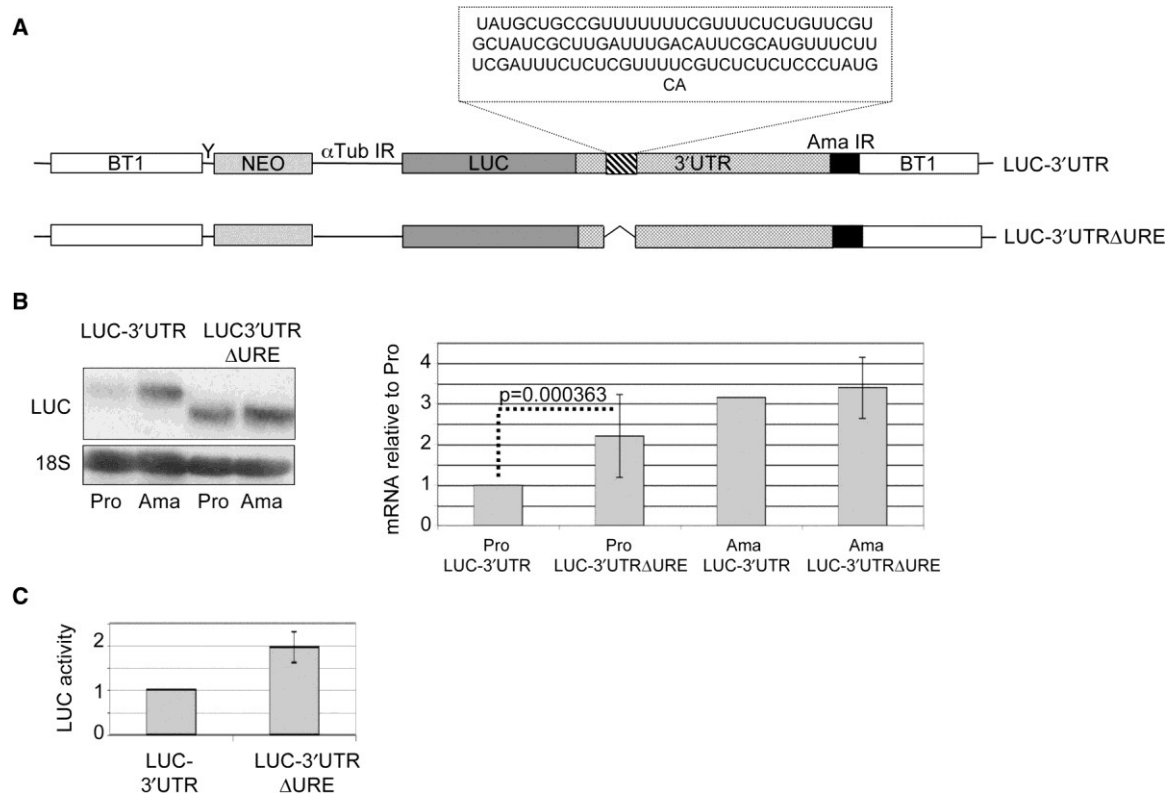 A
UAUGCUGCCGUUUUUUUCGUUUCUCUGUUCGU
GCUAUCGCUUGAUUUGACAUUCGCAUGUUUCUU
UCGAUUUCUCUCGUUUUCGUCUCUCUCCCUAUG
CA
BT1 Y NEO αTub IR LUC 3′UTR Ama IR BT1 LUC-3′UTR
LUC-3′UTRΔURE
B
LUC-3′UTR LUC3′UTR
ΔURE
LUC
18S
Pro Ama Pro Ama
mRNA relative to Pro
4
3
2
1
0
p=0.000363
Pro
LUC-3′UTR
Pro
LUC-3′UTRΔURE
Ama
LUC-3′UTR
Ama
LUC-3′UTRΔURE
C
LUC activity
2
1
0
LUC-
3′UTR
LUC-3′UTR
ΔURE